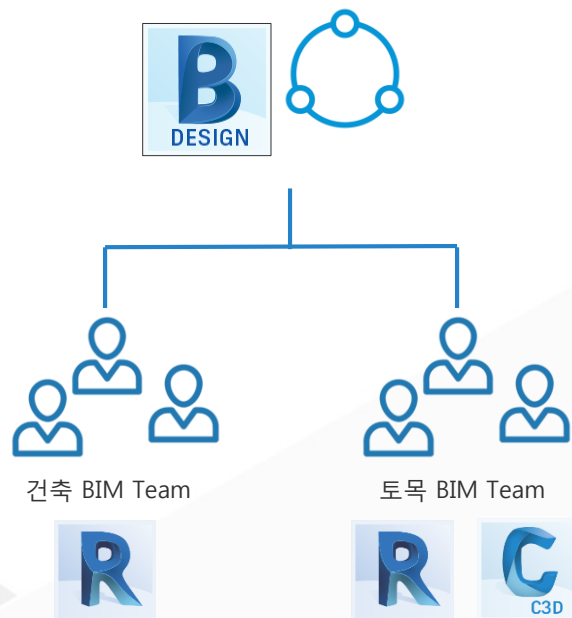 B
DESIGN
건축 BIM Team
토목 BIM Team
R
R
C
C3D